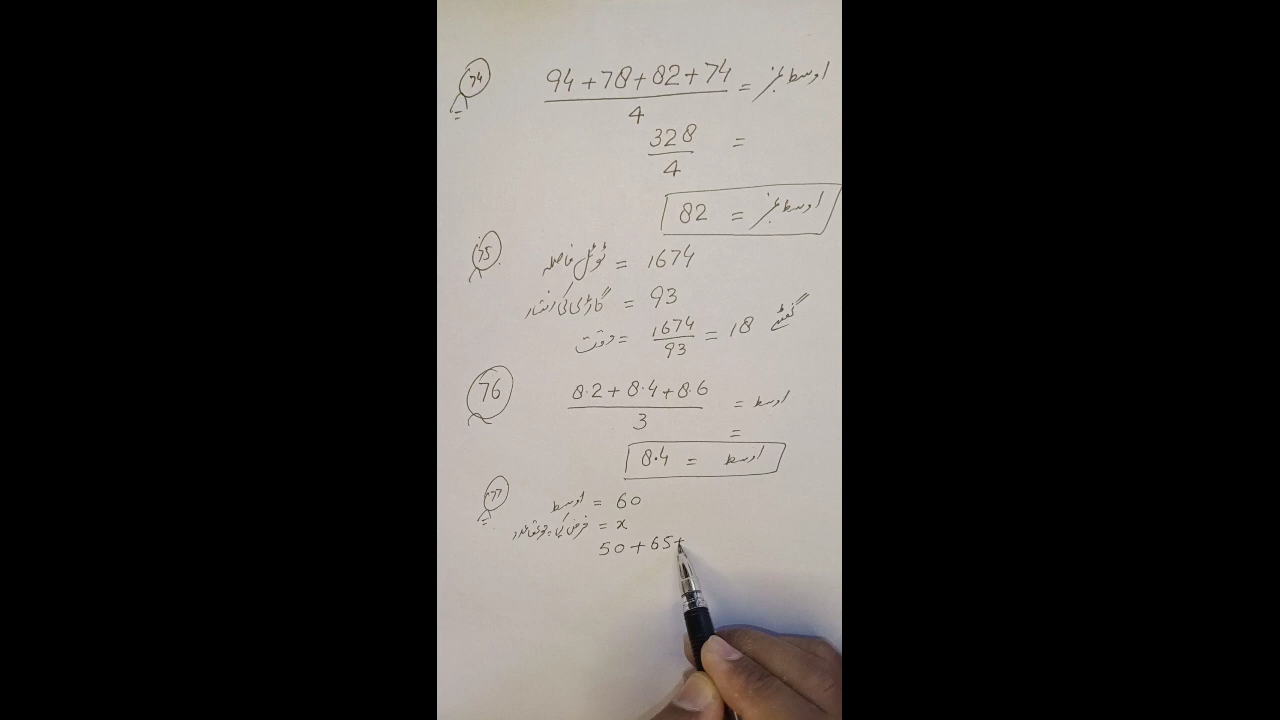 74 94+78+82+74/4 = اوسط نمبر
328/4 =
82 = اوسط نمبر
75 ٹوٹل فاصلہ = 1674
گاڑی کی رفتار = 93
وقت = 1674/93 = 18 گھنٹے
76 8.2+8.4+8.6/3 = اوسط
=
8.4 = اوسط
77 اوسط = 60
فرض کیا چوتھا عدد = x
50+65+